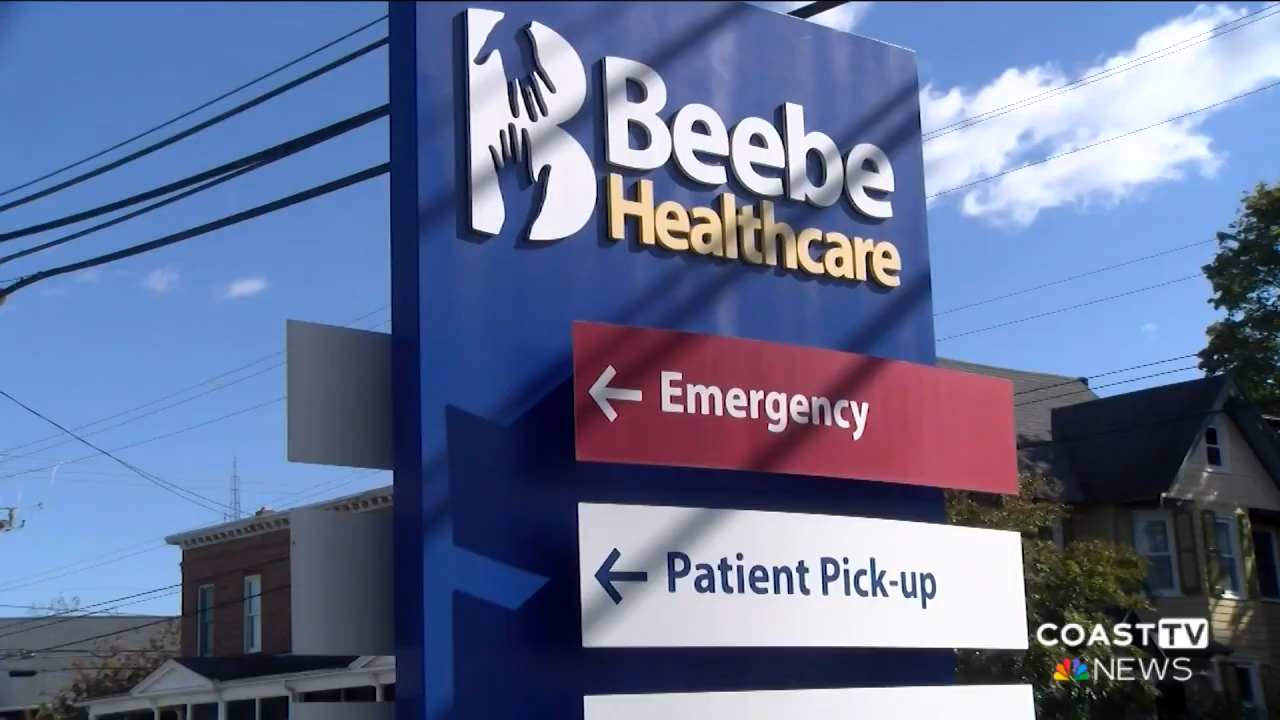 Beebe
Healthcare
← Emergency
← Patient Pick-up
COAST TV
NEWS